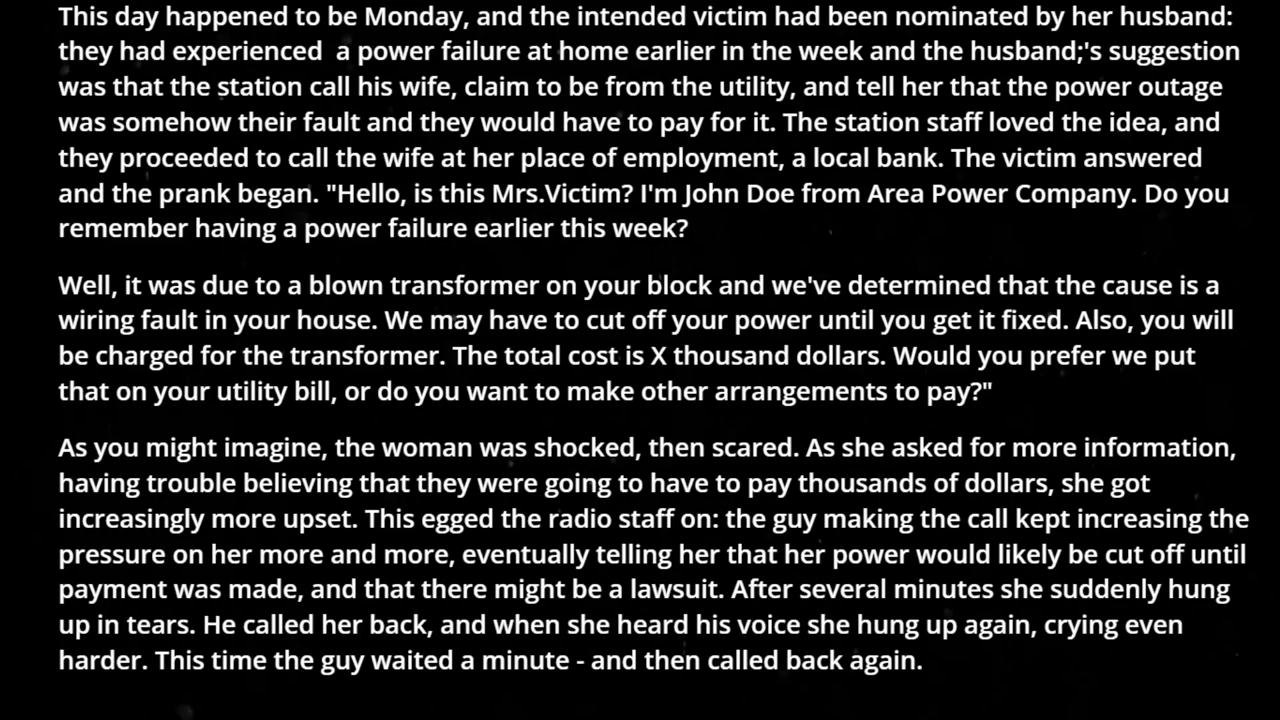 This day happened to be Monday, and the intended victim had been nominated by her husband:
they had experienced  a power failure at home earlier in the week and the husband;'s suggestion
was that the station call his wife, claim to be from the utility, and tell her that the power outage
was somehow their fault and they would have to pay for it. The station staff loved the idea, and
they proceeded to call the wife at her place of employment, a local bank. The victim answered
and the prank began. "Hello, is this Mrs.Victim? I'm John Doe from Area Power Company. Do you
remember having a power failure earlier this week?
Well, it was due to a blown transformer on your block and we've determined that the cause is a
wiring fault in your house. We may have to cut off your power until you get it fixed. Also, you will
be charged for the transformer. The total cost is X thousand dollars. Would you prefer we put
that on your utility bill, or do you want to make other arrangements to pay?"
As you might imagine, the woman was shocked, then scared. As she asked for more information,
having trouble believing that they were going to have to pay thousands of dollars, she got
increasingly more upset. This egged the radio staff on: the guy making the call kept increasing the
pressure on her more and more, eventually telling her that her power would likely be cut off until
payment was made, and that there might be a lawsuit. After several minutes she suddenly hung
up in tears. He called her back, and when she heard his voice she hung up again, crying even
harder. This time the guy waited a minute - and then called back again.